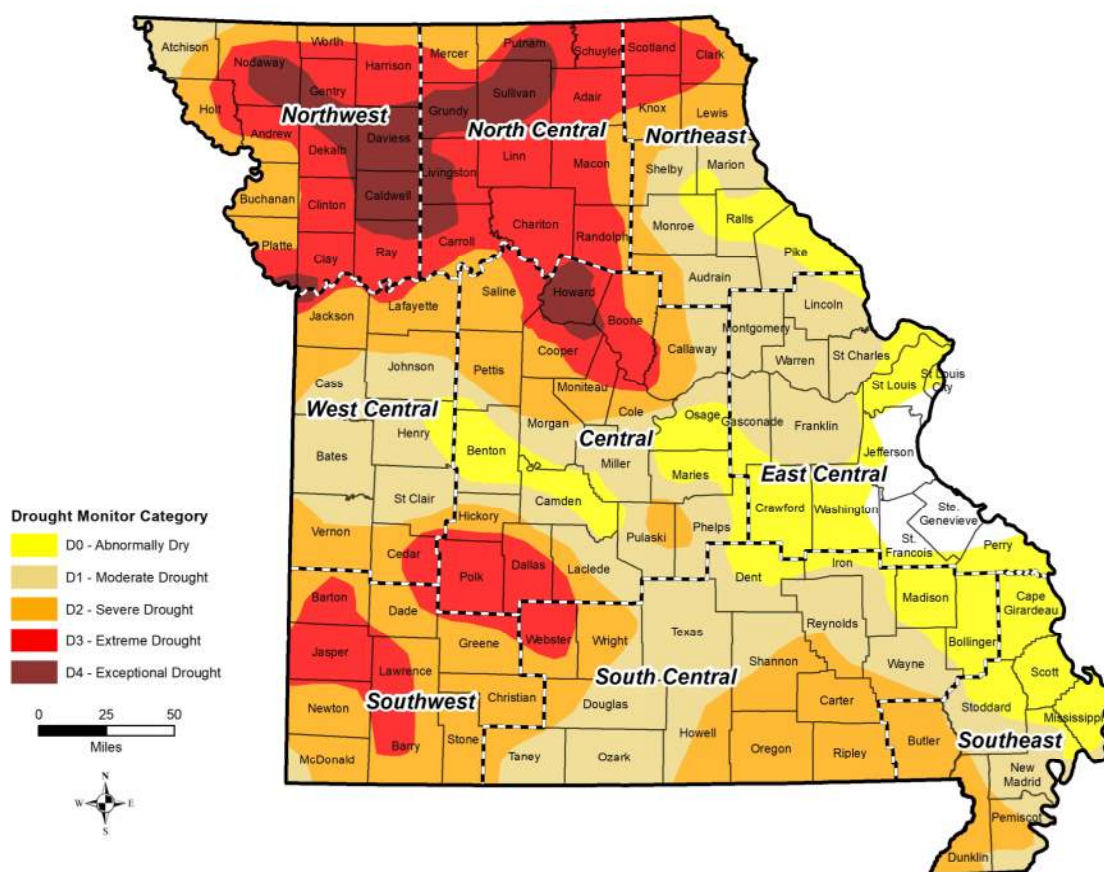 Atchison
Worth
Nodaway
Harrison
Gentry
Holt
Northwest
Andrew
Daviess
Dekalb
Buchanan
Caldwell
Clinton
Platte
Clay
Ray
Mercer
Putnam
Schuyler
Sullivan
Adair
Grundy
North Central
Linn
Macon
Livingston
Chariton
Carroll
Randolph
Scotland
Clark
Knox
Lewis
Northeast
Shelby
Marion
Ralls
Monroe
Pike
Audrain
Jackson
Lafayette
Johnson
Cass
West Central
Henry
Bates
St Clair
Vernon
Cedar
Saline
Howard
Boone
Cooper
Callaway
Pettis
Moniteau
Cole
Osage
Morgan
Central
Benton
Miller
Maries
Camden
Hickory
Pulaski
Phelps
Polk
Dallas
Laclede
Lincoln
Montgomery
Warren
St Charles
St Louis
St Louis
City
Gasconade
Franklin
Jefferson
East Central
Crawford
Washington
Ste.
Genevieve
St.
Francois
Perry
Iron
Barton
Dade
Jasper
Greene
Lawrence
Southwest
Christian
Newton
Stone
Barry
McDonald
Dent
Webster
Wright
Texas
Reynolds
Shannon
South Central
Wayne
Carter
Douglas
Howell
Oregon
Ripley
Taney
Ozark
Madison
Cape
Girardeau
Bollinger
Scott
Stoddard
Mississippi
Butler
Southeast
New
Madrid
Pemiscot
Dunklin
Drought Monitor Category
D0 - Abnormally Dry
D1 - Moderate Drought
D2 - Severe Drought
D3 - Extreme Drought
D4 - Exceptional Drought
0 25 50
Miles
N
W E
S